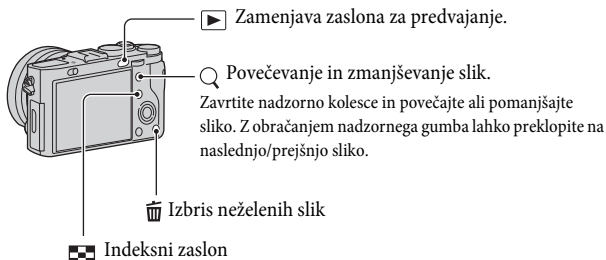 Zamenjava zaslona za predvajanje.
Povečevanje in zmanjševanje slik.
Zavrtite nadzorno kolesce in povečajte ali pomanjšajte
sliko. Z obračanjem nadzornega gumba lahko preklopite na
naslednjo/prejšnjo sliko.
Izbris neželenih slik
Indeksni zaslon